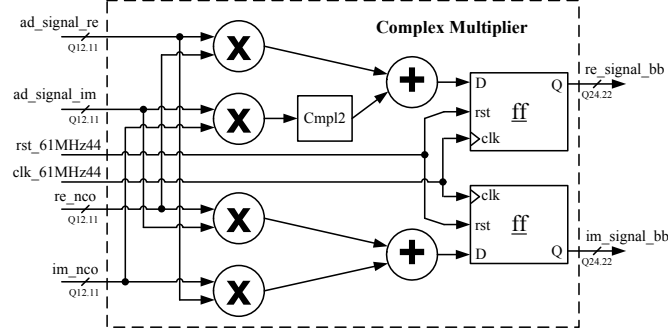 ad_signal_re
Q12.11
Complex Multiplier
X
+
D
Q
re_signal_bb
Q24.22
ad_signal_im
Q12.11
X
Cmpl2
rst
ff
clk
rst_61MHz44
clk_61MHz44
clk
re_nco
Q12.11
X
rst
ff
+
D
Q
im_signal_bb
Q24.22
im_nco
Q12.11
X